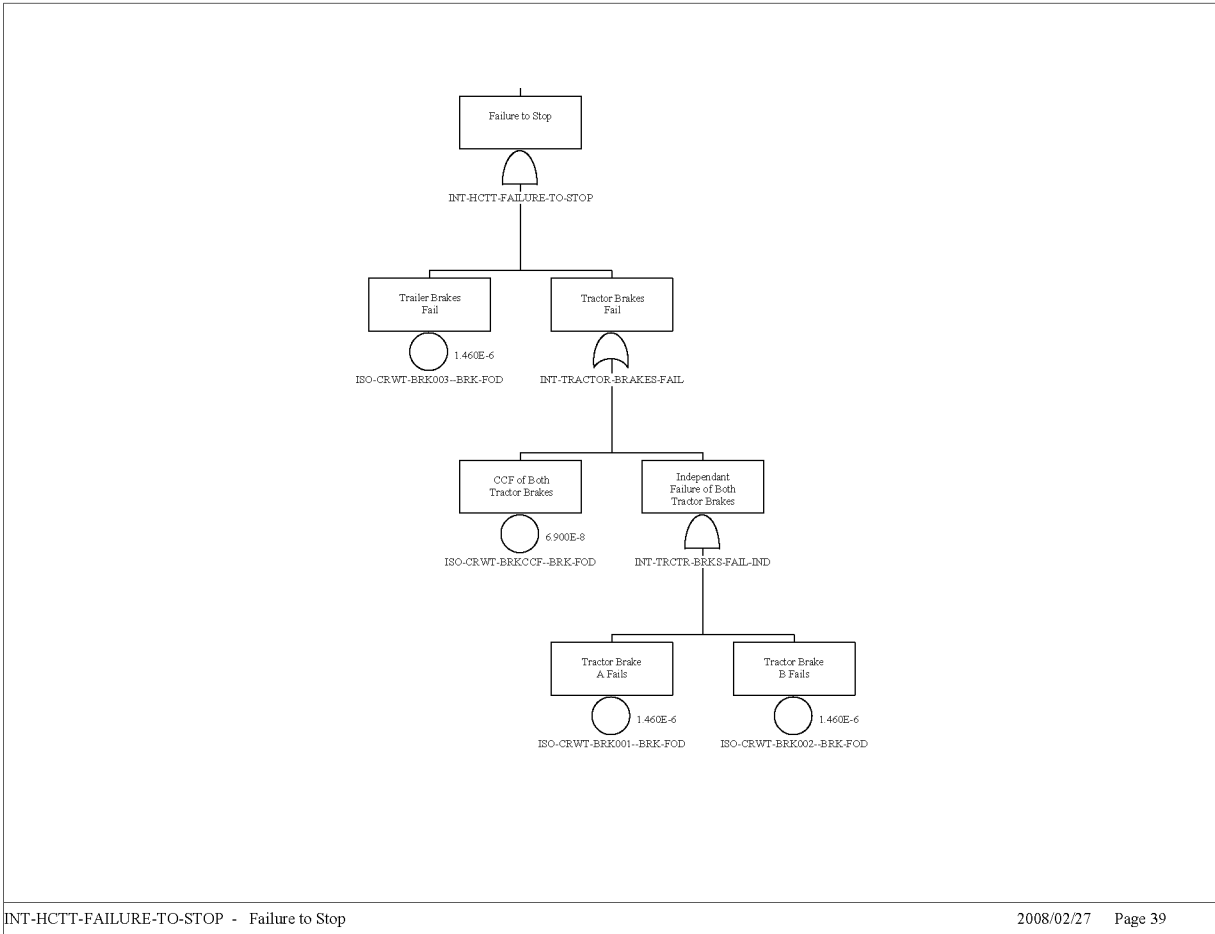 Failure to Stop
INT-HCTT-FAILURE-TO-STOP
Trailer Brakes
Fail
1.460E-6
ISO-CRWT-BRK003--BRK-FOD
Tractor Brakes
Fail
INT-TRACTOR-BRAKES-FAIL
CCF of Both
Tractor Brakes
6.900E-8
ISO-CRWT-BRKCCF--BRK-FOD
Independant
Failure of Both
Tractor Brakes
INT-TRCTR-BRKS-FAIL-IND
Tractor Brake
A Fails
1.460E-6
ISO-CRWT-BRK001--BRK-FOD
Tractor Brake
B Fails
1.460E-6
ISO-CRWT-BRK002--BRK-FOD
INT-HCTT-FAILURE-TO-STOP - Failure to Stop
2008/02/27 Page 39